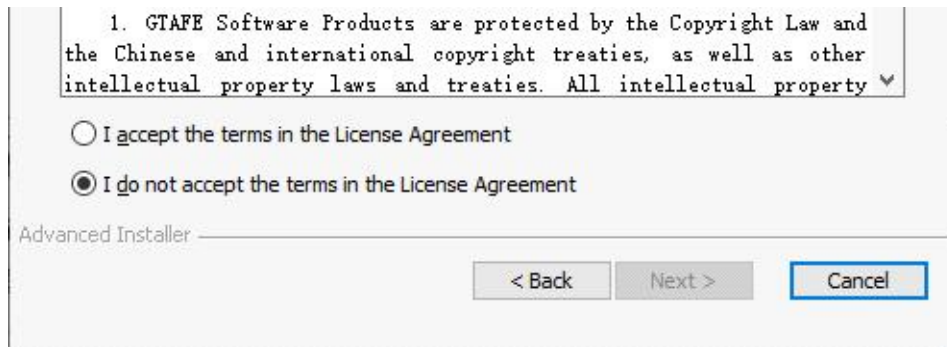 1. GTAFE Software Products are protected by the Copyright Law and
the Chinese and international copyright treaties, as well as other
intellectual property laws and treaties. All intellectual property
I accept the terms in the License Agreement
I do not accept the terms in the License Agreement
Advanced Installer
< Back Next > Cancel